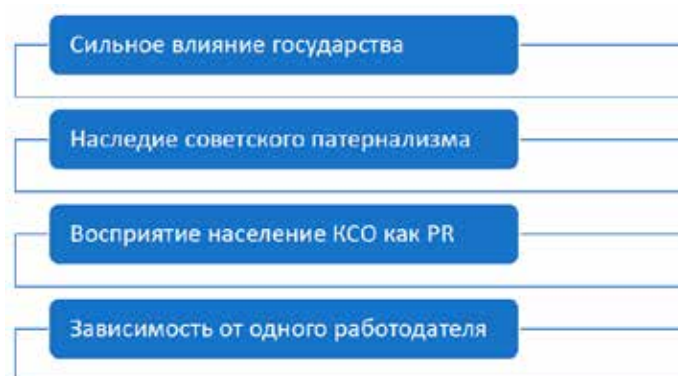 Сильное влияние государства
Наследие советского патернализма
Восприятие население КСО как PR
Зависимость от одного работодателя